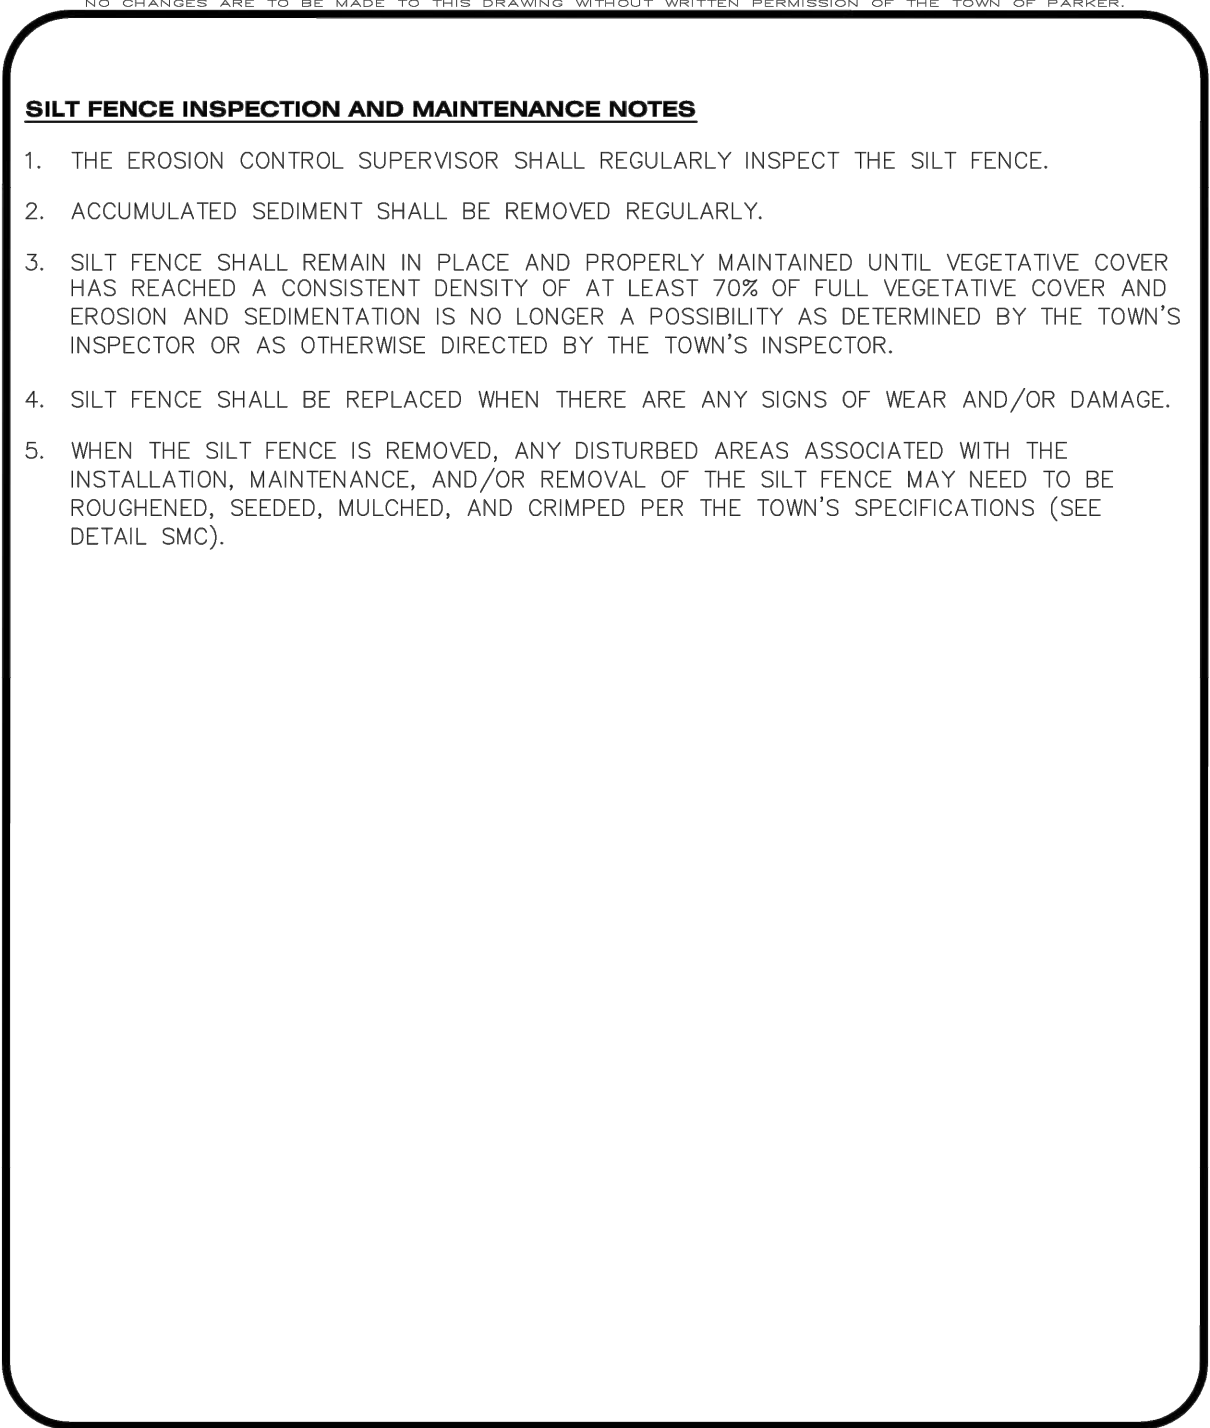 NO CHANGES ARE TO BE MADE TO THIS DRAWING WITHOUT WRITTEN PERMISSION OF THE TOWN OF PARKER.
SILT FENCE INSPECTION AND MAINTENANCE NOTES
1. THE EROSION CONTROL SUPERVISOR SHALL REGULARLY INSPECT THE SILT FENCE.
2. ACCUMULATED SEDIMENT SHALL BE REMOVED REGULARLY.
3. SILT FENCE SHALL REMAIN IN PLACE AND PROPERLY MAINTAINED UNTIL VEGETATIVE COVER
HAS REACHED A CONSISTENT DENSITY OF AT LEAST 70% OF FULL VEGETATIVE COVER AND
EROSION AND SEDIMENTATION IS NO LONGER A POSSIBILITY AS DETERMINED BY THE TOWN'S
INSPECTOR OR AS OTHERWISE DIRECTED BY THE TOWN'S INSPECTOR.
4. SILT FENCE SHALL BE REPLACED WHEN THERE ARE ANY SIGNS OF WEAR AND/OR DAMAGE.
5. WHEN THE SILT FENCE IS REMOVED, ANY DISTURBED AREAS ASSOCIATED WITH THE
INSTALLATION, MAINTENANCE, AND/OR REMOVAL OF THE SILT FENCE MAY NEED TO BE
ROUGHENED, SEEDED, MULCHED, AND CRIMPED PER THE TOWN'S SPECIFICATIONS (SEE
DETAIL SMC).